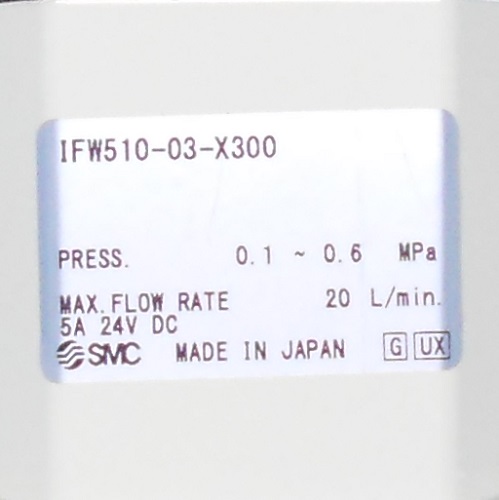 IFW510-03-X300
PRESS. 0.1 ~ 0.6 MPa
MAX. FLOW RATE 20 L/min.
5A 24V DC
SMC MADE IN JAPAN G UX